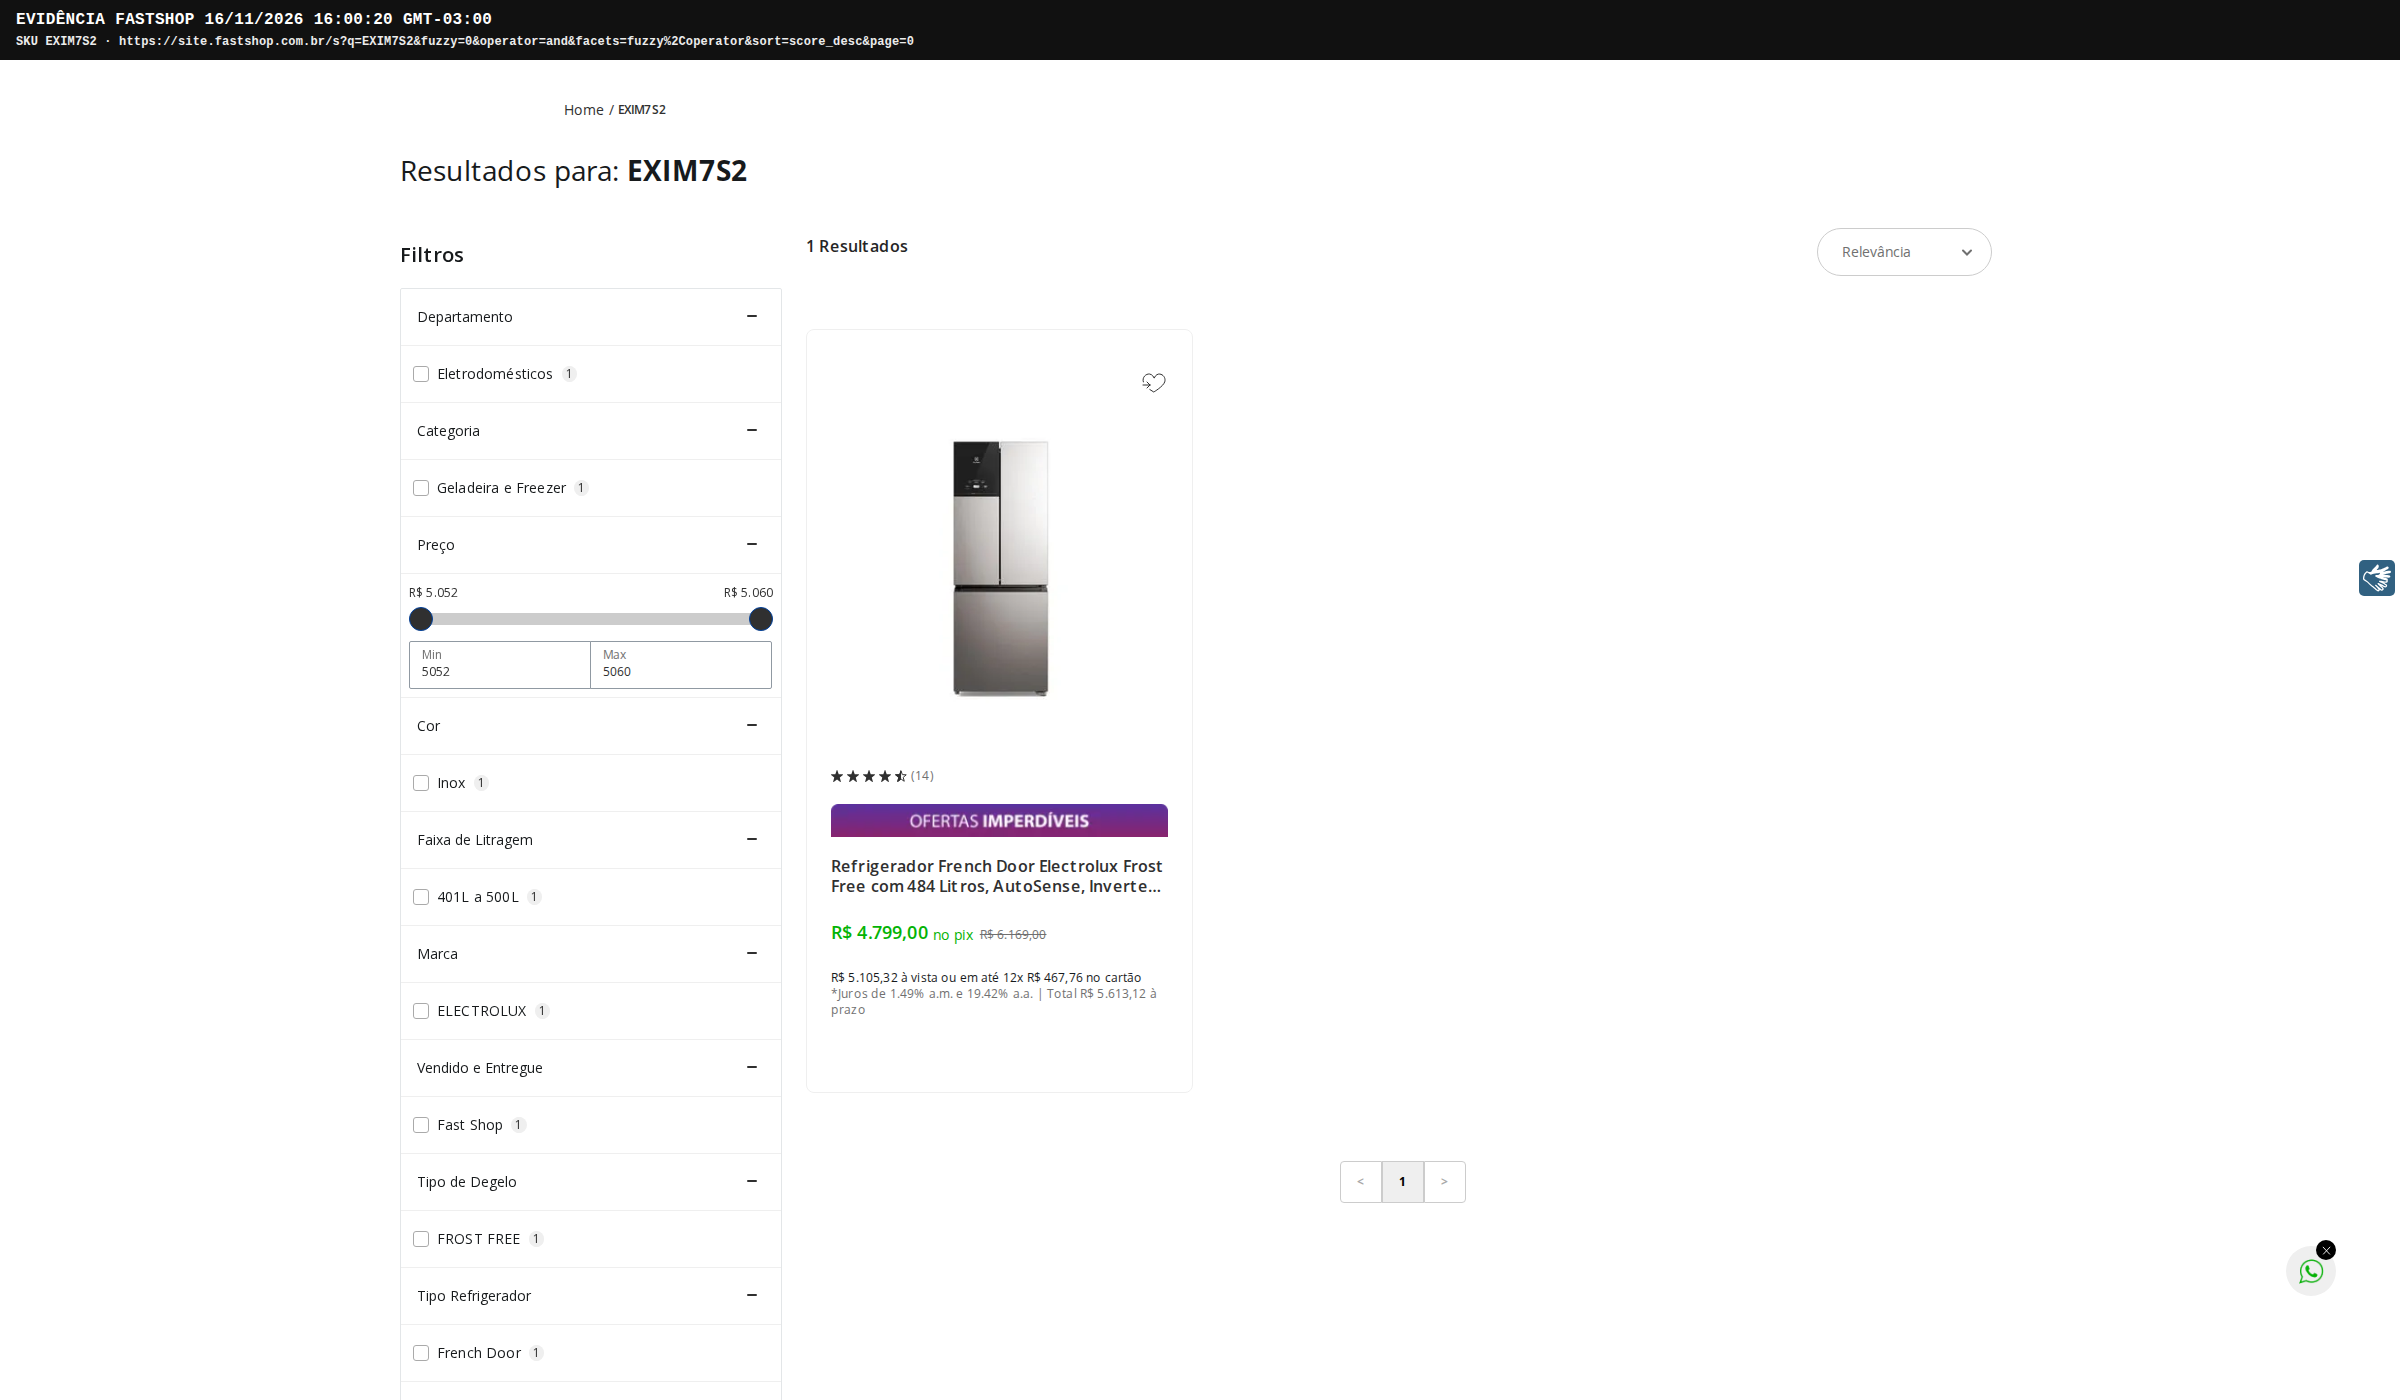 EVIDÊNCIA FASTSHOP 16/11/2026 16:00:20 GMT-03:00
SKU EXIM7S2 · https://site.fastshop.com.br/s?q=EXIM7S2&fuzzy=0&operator=and&facets=fuzzy%2Coperator&sort=score_desc&page=0
Home / EXIM7S2
Resultados para: EXIM7S2
Filtros
1 Resultados
Relevância
Departamento
Eletrodomésticos 1
Categoria
Geladeira e Freezer 1
Preço
R$ 5.052 R$ 5.060
Min Max
5052 5060
Cor
Inox 1
Faixa de Litragem
401L a 500L 1
Marca
ELECTROLUX 1
Vendido e Entregue
Fast Shop 1
Tipo de Degelo
FROST FREE 1
Tipo Refrigerador
French Door 1
(14)
OFERTAS IMPERDÍVEIS
Refrigerador French Door Electrolux Frost
Free com 484 Litros, AutoSense, Inverte...
R$ 4.799,00 no pix R$ 6.169,00
R$ 5.105,32 à vista ou em até 12x R$ 467,76 no cartão
*Juros de 1.49% a.m. e 19.42% a.a. | Total R$ 5.613,12 à
prazo
< 1 >